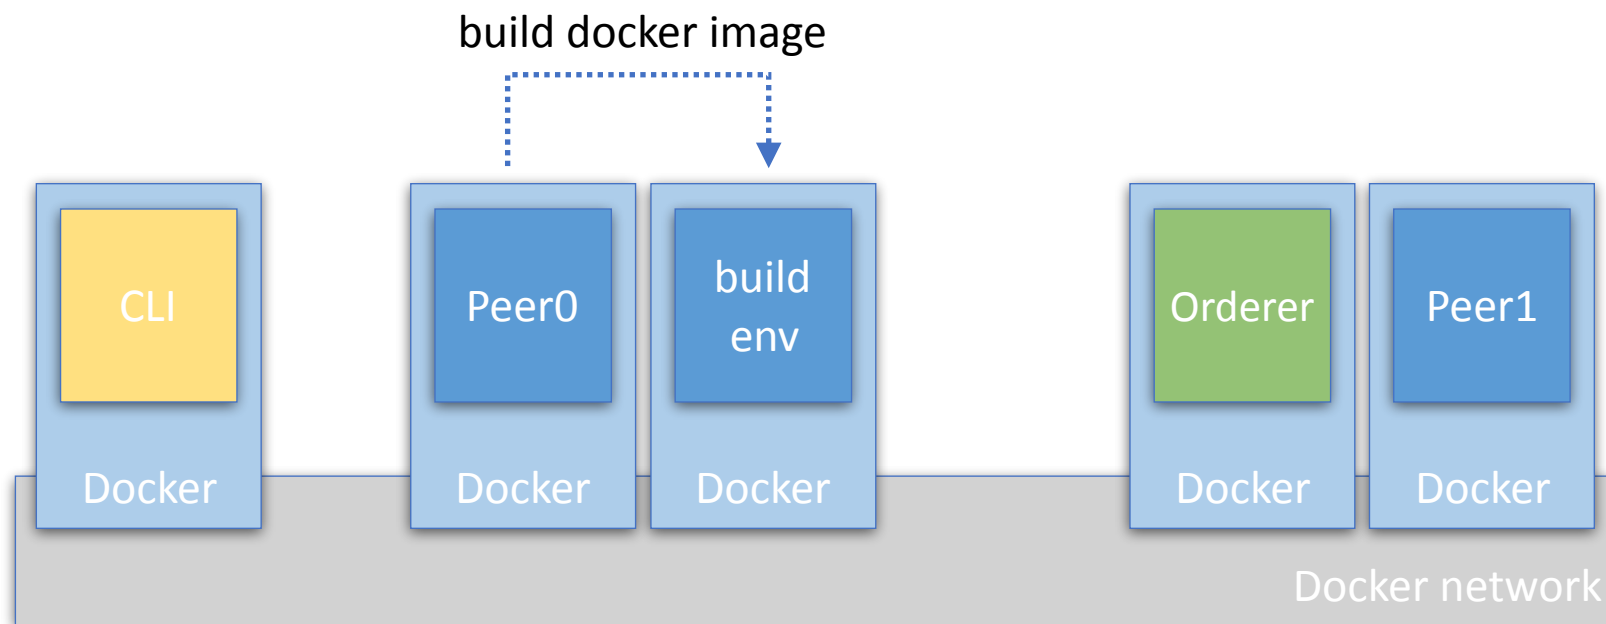 build docker image
CLI
Peer0
build
env
Orderer
Peer1
Docker
Docker
Docker
Docker
Docker
Docker network